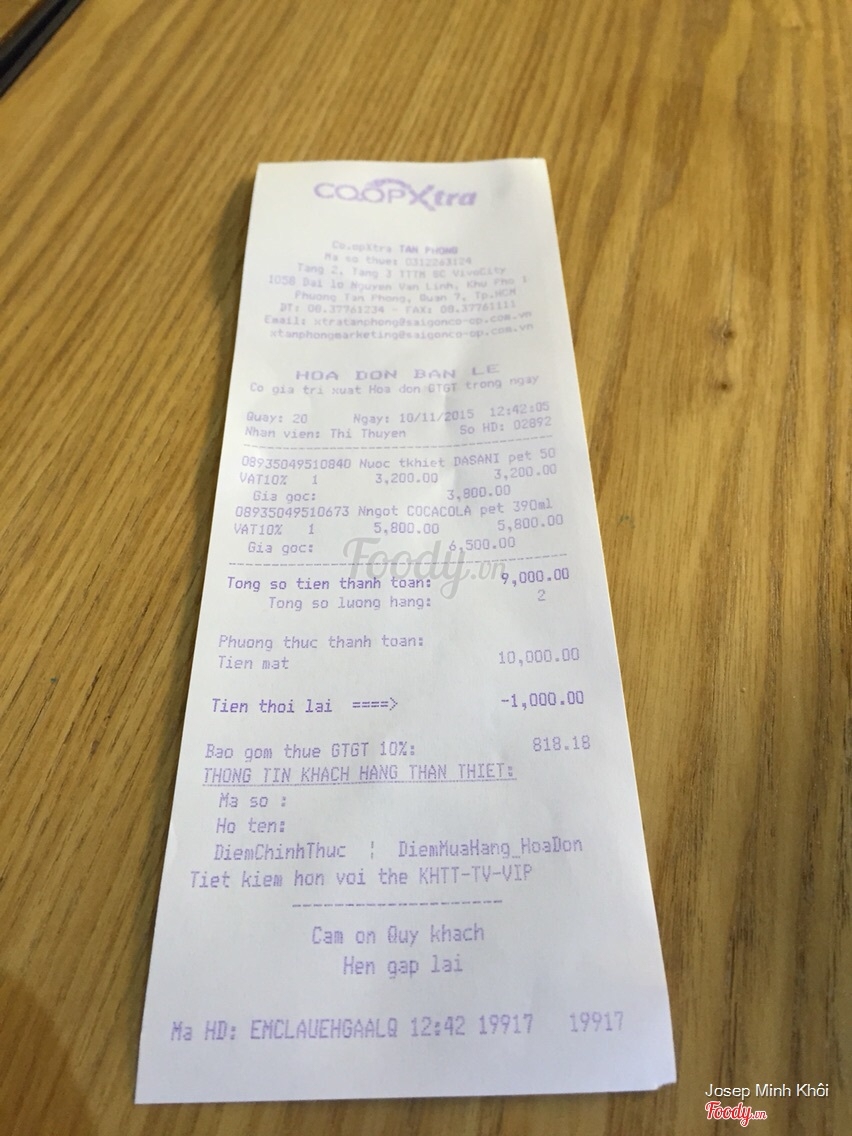 CO.OPXtra
Co.opXtra TAN PHONG
Ma so thue: 0312263124
Tang 2, Tang 3 TTTM SC VivoCity
1058 Dai lo Nguyen Van Linh, Khu Pho 1
Phuong Tan Phong, Quan 7, Tp.HCM
DT: 08.37761234 - FAX: 08.37761111
Email: xtratanphong@saigonco-op.com.vn
xtanphongmarketing@saigonco-op.com.vn
HOA DON BAN LE
Co gia tri xuat Hoa don GTGT trong ngay
Quay: 20 Ngay: 10/11/2015 12:42:05
Nhan vien: Thi Thuyen So HD: 02892
08935049510840 Nuoc tkhiet DASANI pet 50
VAT10% 1 3,200.00 3,200.00
Gia goc: 3,800.00
08935049510673 Nngot COCACOLA pet 390ml
VAT10% 1 5,800.00 5,800.00
Gia goc: 6,500.00
Foody.vn
Tong so tien thanh toan: 9,000.00
Tong so luong hang: 2
Phuong thuc thanh toan:
Tien mat 10,000.00
Tien thoi lai ====> -1,000.00
Bao gom thue GTGT 10%: 818.18
THONG TIN KHACH HANG THAN THIET:
Ma so :
Ho ten:
DiemChinhThuc ¦ DiemMuaHang_HoaDon
Tiet kiem hon voi the KHTT-TV-VIP
Cam on Quy khach
Hen gap lai
Ma HD: EMCLAUEHGAALQ 12:42 19917 19917
Josep Minh Khôi
Foody.vn